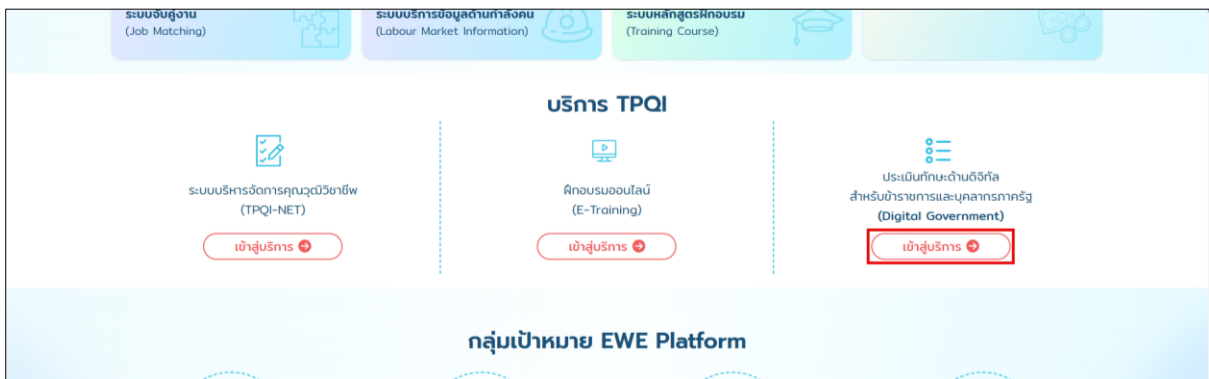 ระบบจับคู่งาน
(Job Matching)
ระบบบริการข้อมูลด้านกำลังคน
(Labour Market Information)
ระบบหลักสูตรฝึกอบรม
(Training Course)
บริการ TPQI
ระบบบริหารจัดการคุณวุฒิวิชาชีพ
(TPQI-NET)
เข้าสู่บริการ
ฝึกอบรมออนไลน์
(E-Training)
เข้าสู่บริการ
ประเมินทักษะด้านดิจิทัล
สำหรับข้าราชการและบุคลากรภาครัฐ
(Digital Government)
เข้าสู่บริการ
กลุ่มเป้าหมาย EWE Platform